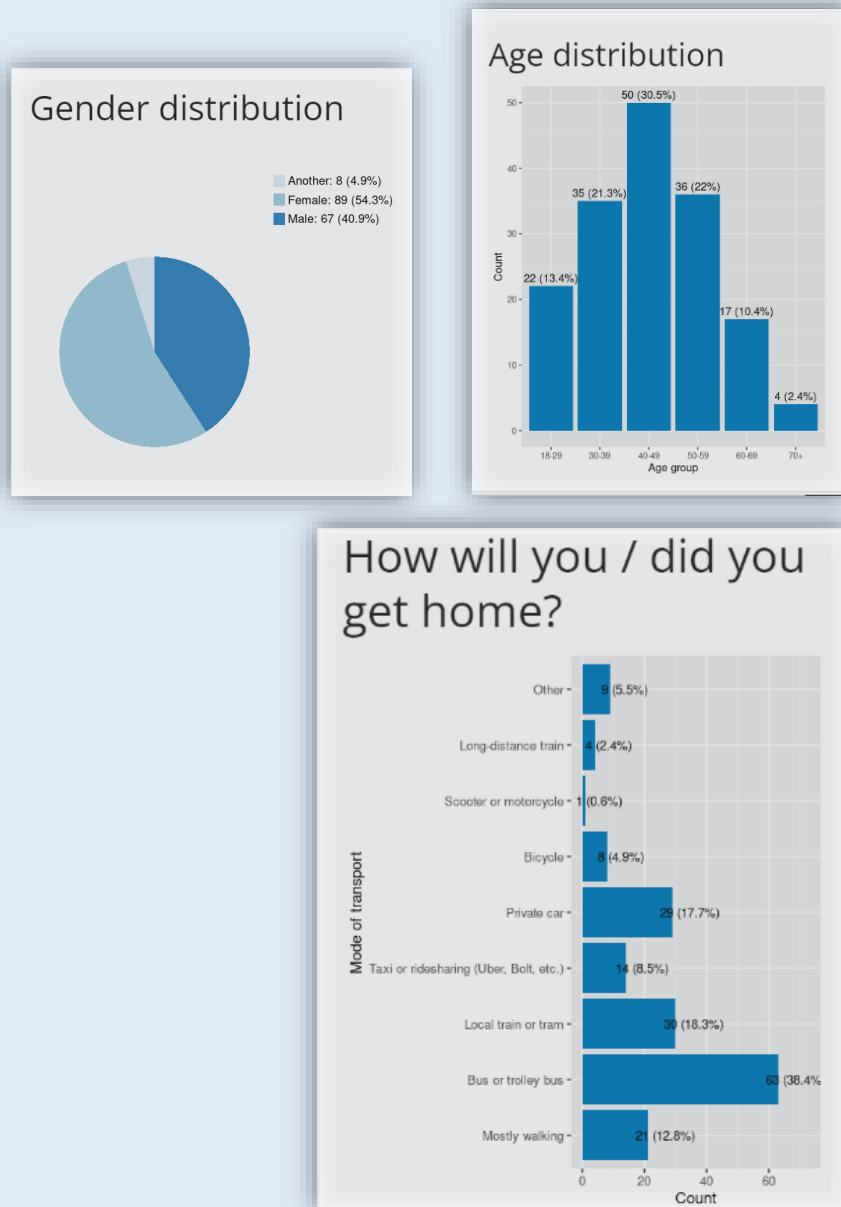 Gender distribution
Another: 8 (4.9%)
Female: 89 (54.3%)
Male: 67 (40.9%)
Age distribution
50 (30.5%)
35 (21.3%)
36 (22%)
22 (13.4%)
17 (10.4%)
4 (2.4%)
50
40
30
20
10
0
Count
18-29 30-39 40-49 50-59 60-69 70+
Age group
How will you / did you
get home?
Mode of transport
Other 9 (5.5%)
Long-distance train 4 (2.4%)
Scooter or motorcycle 1 (0.6%)
Bicycle 8 (4.9%)
Private car 29 (17.7%)
Taxi or ridesharing (Uber, Bolt, etc.) 14 (8.5%)
Local train or tram 30 (18.3%)
Bus or trolley bus 63 (38.4%
Mostly walking 21 (12.8%)
0 20 40 60
Count